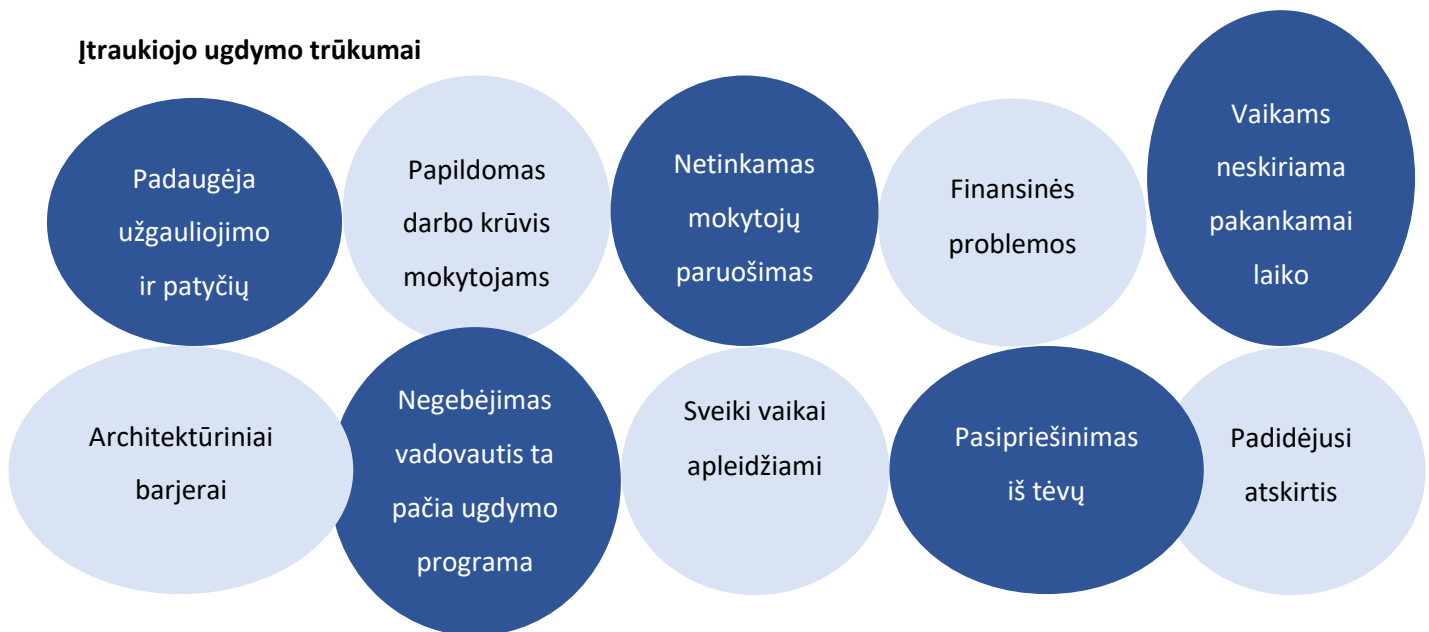 Įtraukiojo ugdymo trūkumai
Padaugėja
užgauliojimo
ir patyčių
Papildomas
darbo krūvis
mokytojams
Netinkamas
mokytojų
paruošimas
Finansinės
problemos
Vaikams
neskiriama
pakankamai
laiko
Architektūriniai
barjerai
Negebėjimas
vadovautis ta
pačia ugdymo
programa
Sveiki vaikai
apleidžiami
Pasipriešinimas
iš tėvų
Padidėjusi
atskirtis